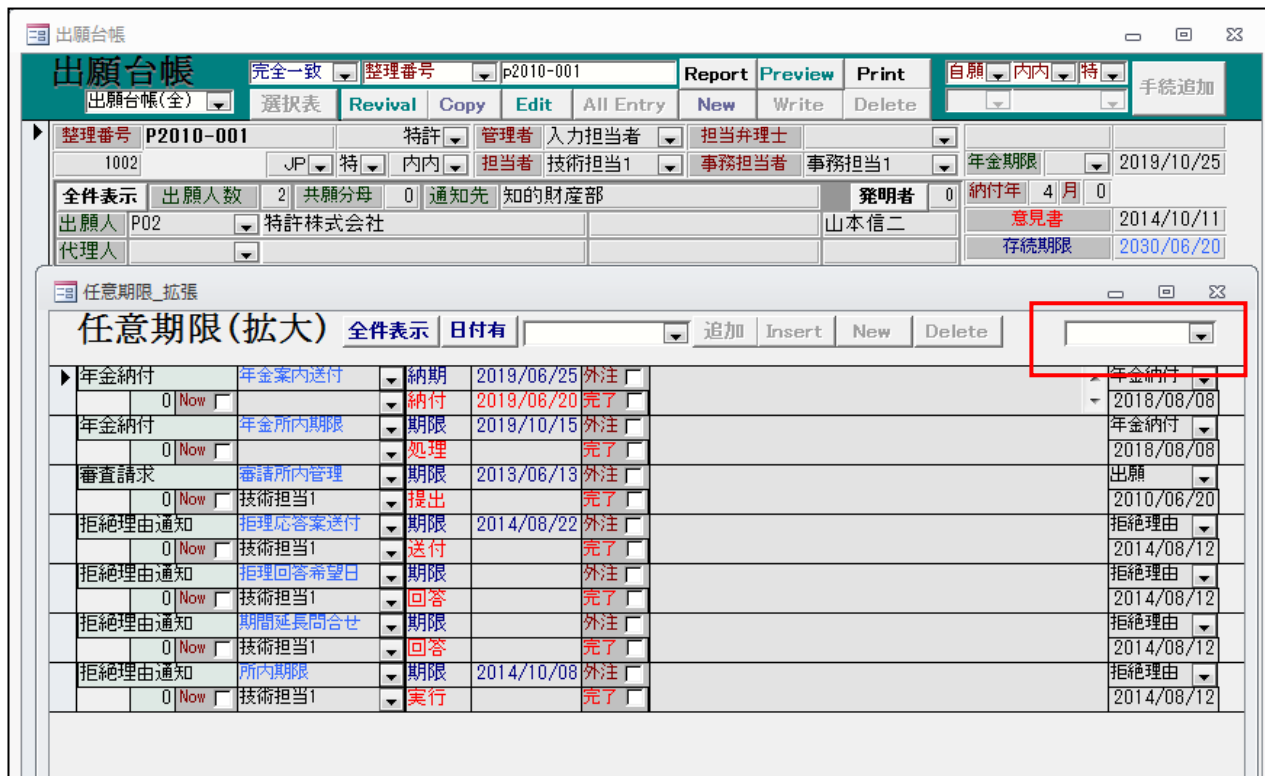 出願台帳
出願台帳 完全一致 整理番号 p2010-001 Report Preview Print 自願 内内 特 手続追加
出願台帳(全) 選択表 Revival Copy Edit All Entry New Write Delete
整理番号 P2010-001 特許 管理者 入力担当者 担当弁理士
1002 JP 特 内内 担当者 技術担当1 事務担当者 事務担当1 年金期限 2019/10/25
全件表示 出願人数 2 共願分母 0 通知先 知的財産部 発明者 0 納付年 4 月 0
出願人 P02 特許株式会社 山本信二 意見書 2014/10/11
代理人 存続期限 2030/06/20
任意期限_拡張
任意期限(拡大) 全件表示 日付有 追加 Insert New Delete
年金納付 年金案内送付 納期 2019/06/25 外注 年金納付
0 Now 納付 2019/06/20 完了 2018/08/08
年金納付 年金所内期限 期限 2019/10/15 外注 年金納付
0 Now 処理 完了 2018/08/08
審査請求 審請所内管理 期限 2013/06/13 外注 出願
0 Now 技術担当1 提出 完了 2010/06/20
拒絶理由通知 拒理応答案送付 期限 2014/08/22 外注 拒絶理由
0 Now 技術担当1 送付 完了 2014/08/12
拒絶理由通知 拒理回答希望日 期限 外注 拒絶理由
0 Now 技術担当1 回答 完了 2014/08/12
拒絶理由通知 期間延長問合せ 期限 外注 拒絶理由
0 Now 技術担当1 回答 完了 2014/08/12
拒絶理由通知 所内期限 期限 2014/10/08 外注 拒絶理由
0 Now 技術担当1 実行 完了 2014/08/12